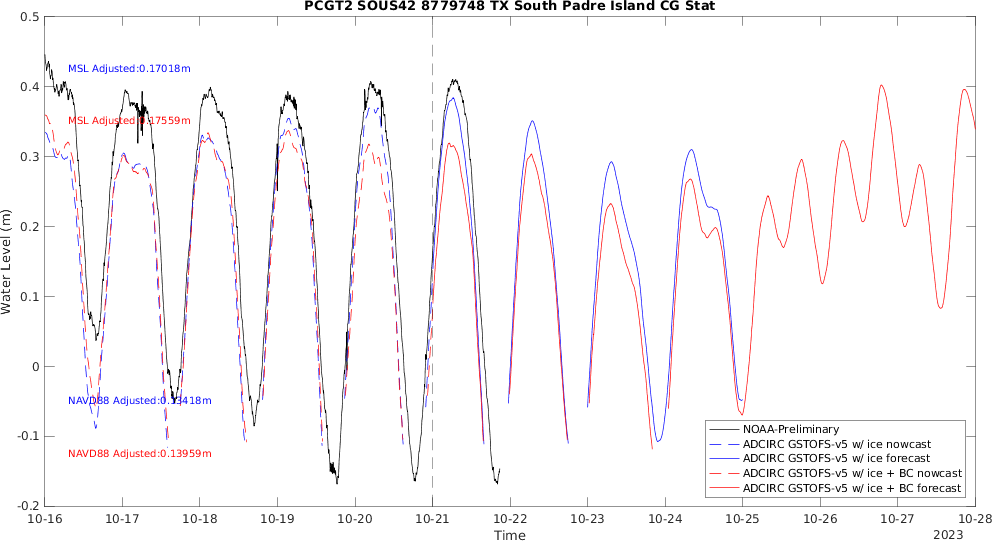 PCGT2 SOUS42 8779748 TX South Padre Island CG Stat
0.5
0.4
0.3
0.2
0.1
0
-0.1
-0.2
Water Level (m)
MSL Adjusted:0.17018m
MSL Adjusted:0.17559m
NAVD88 Adjusted:0.13418m
NAVD88 Adjusted:0.13959m
NOAA-Preliminary
ADCIRC GSTOFS-v5 w/ ice nowcast
ADCIRC GSTOFS-v5 w/ ice forecast
ADCIRC GSTOFS-v5 w/ ice + BC nowcast
ADCIRC GSTOFS-v5 w/ ice + BC forecast
10-16 10-17 10-18 10-19 10-20 10-21 10-22 10-23 10-24 10-25 10-26 10-27 10-28
Time
2023